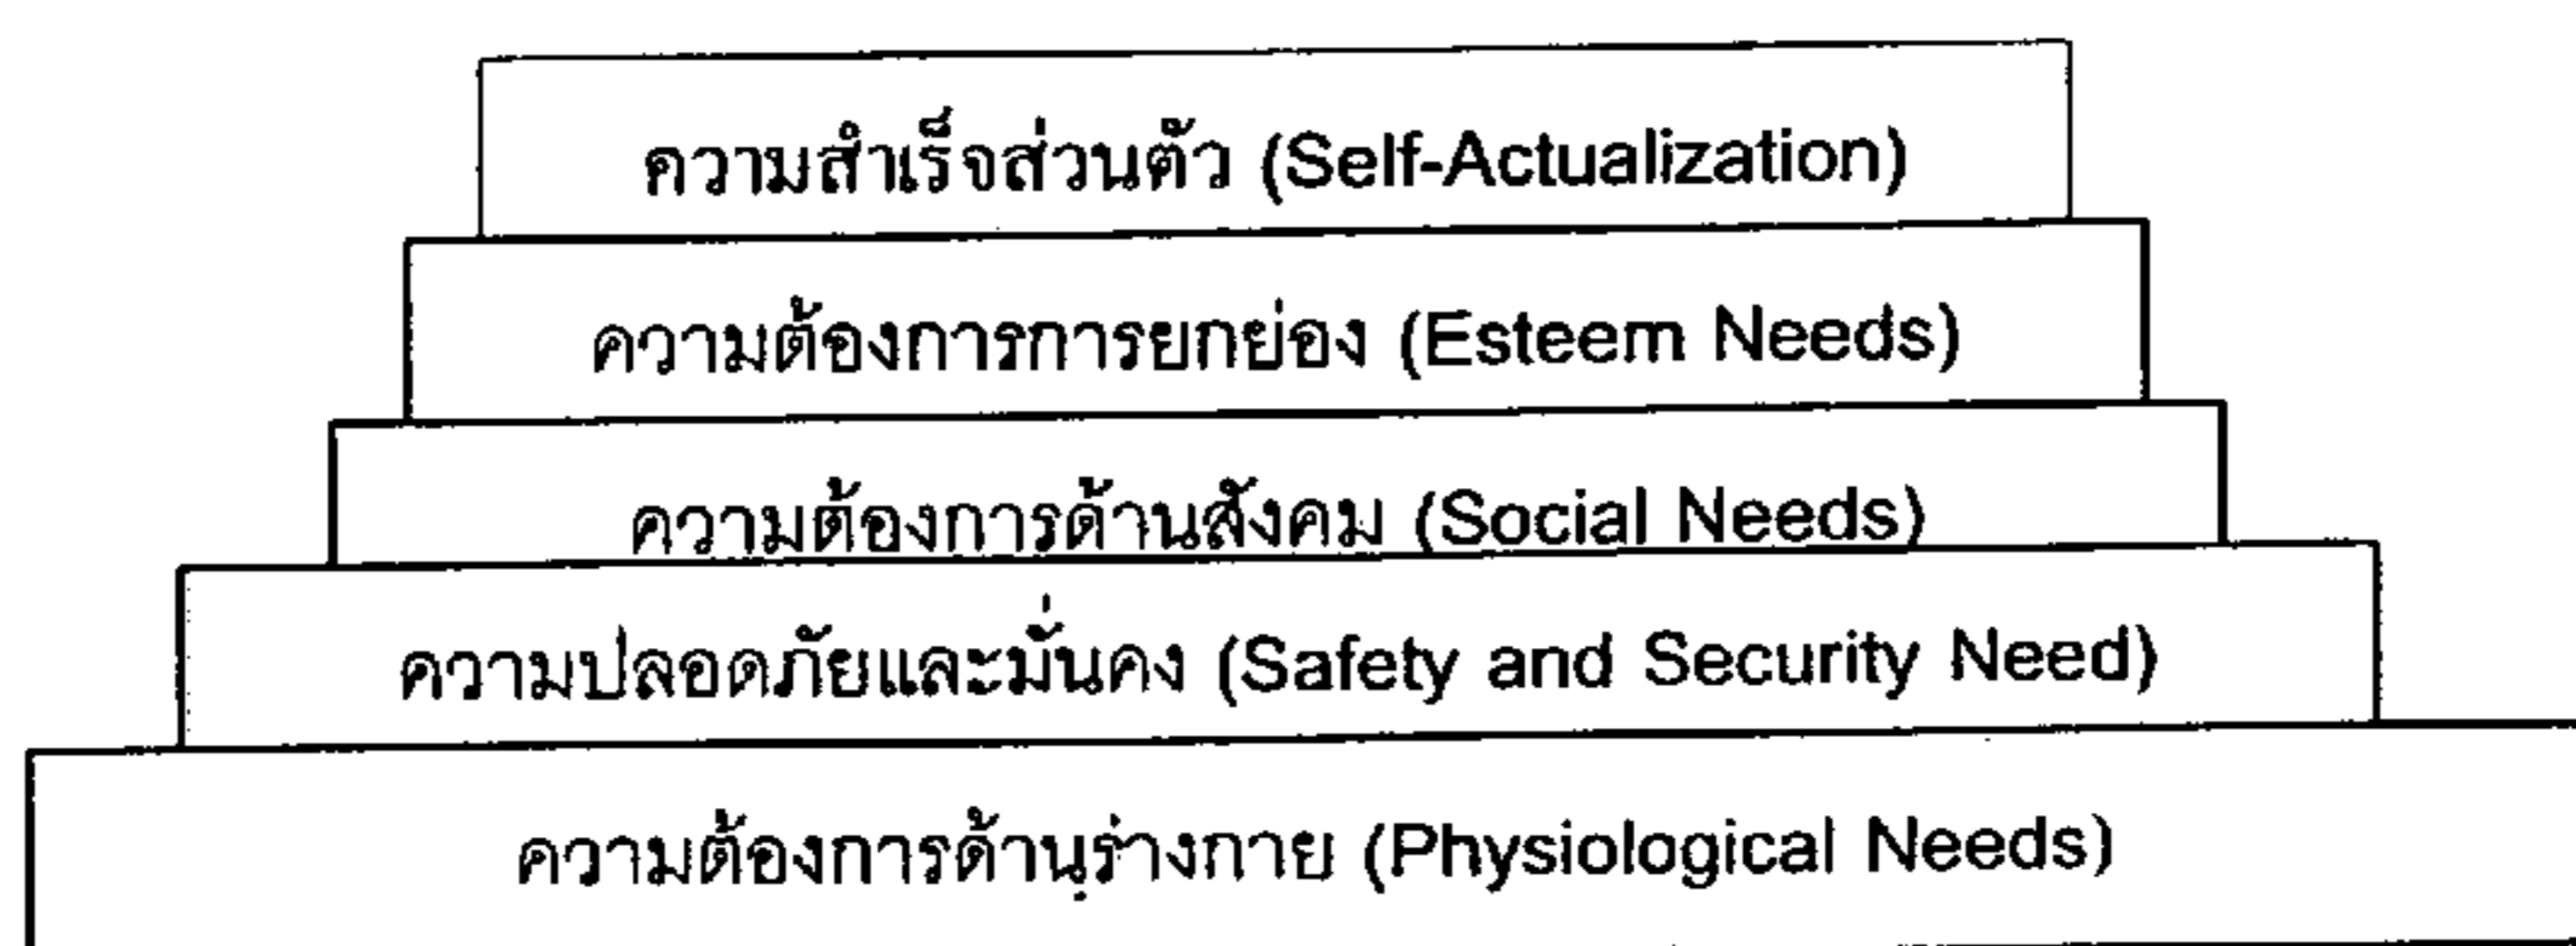 ความสำเร็จส่วนตัว (Self-Actualization)
ความต้องการการยกย่อง (Esteem Needs)
ความต้องการด้านสังคม (Social Needs)
ความปลอดภัยและมั่นคง (Safety and Security Need)
ความต้องการด้านร่างกาย (Physiological Needs)